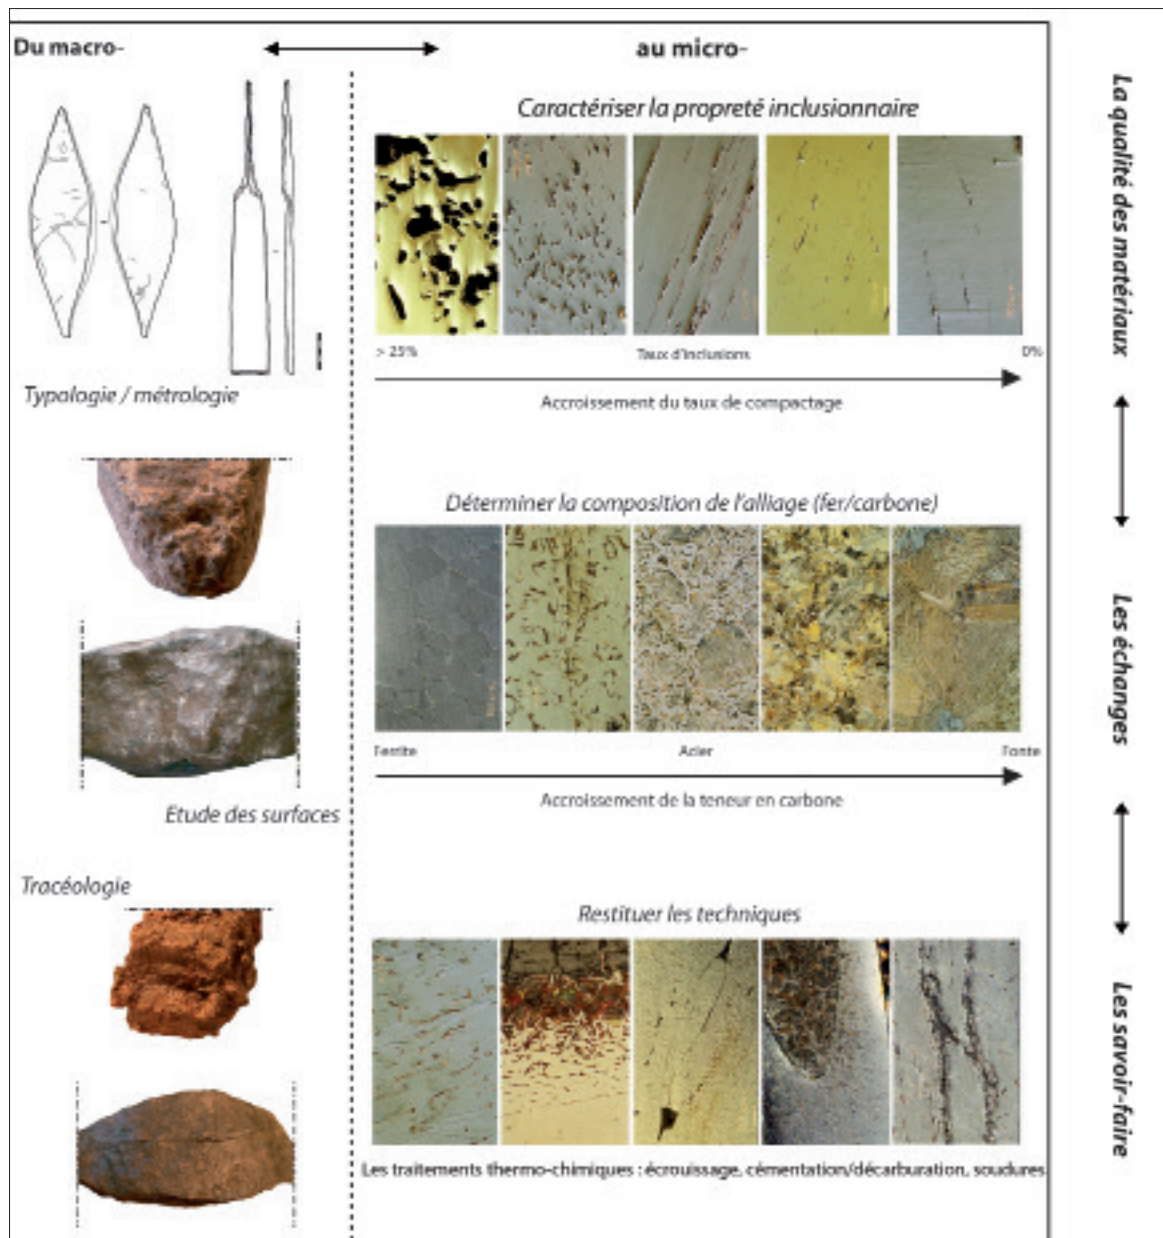 Du macro-
au micro-
Caractériser la propreté inclusionnaire
> 25%
Taux d'inclusions
0%
Accroissement du taux de compactage
Typologie / métrologie
Déterminer la composition de l'alliage (fer/carbone)
Ferrite
Acier
Fonte
Accroissement de la teneur en carbone
Etude des surfaces
Tracéologie
Restituer les techniques
Les traitements thermo-chimiques : écrouissage, cémentation/décarburation, soudures
La qualité des matériaux
Les échanges
Les savoir-faire